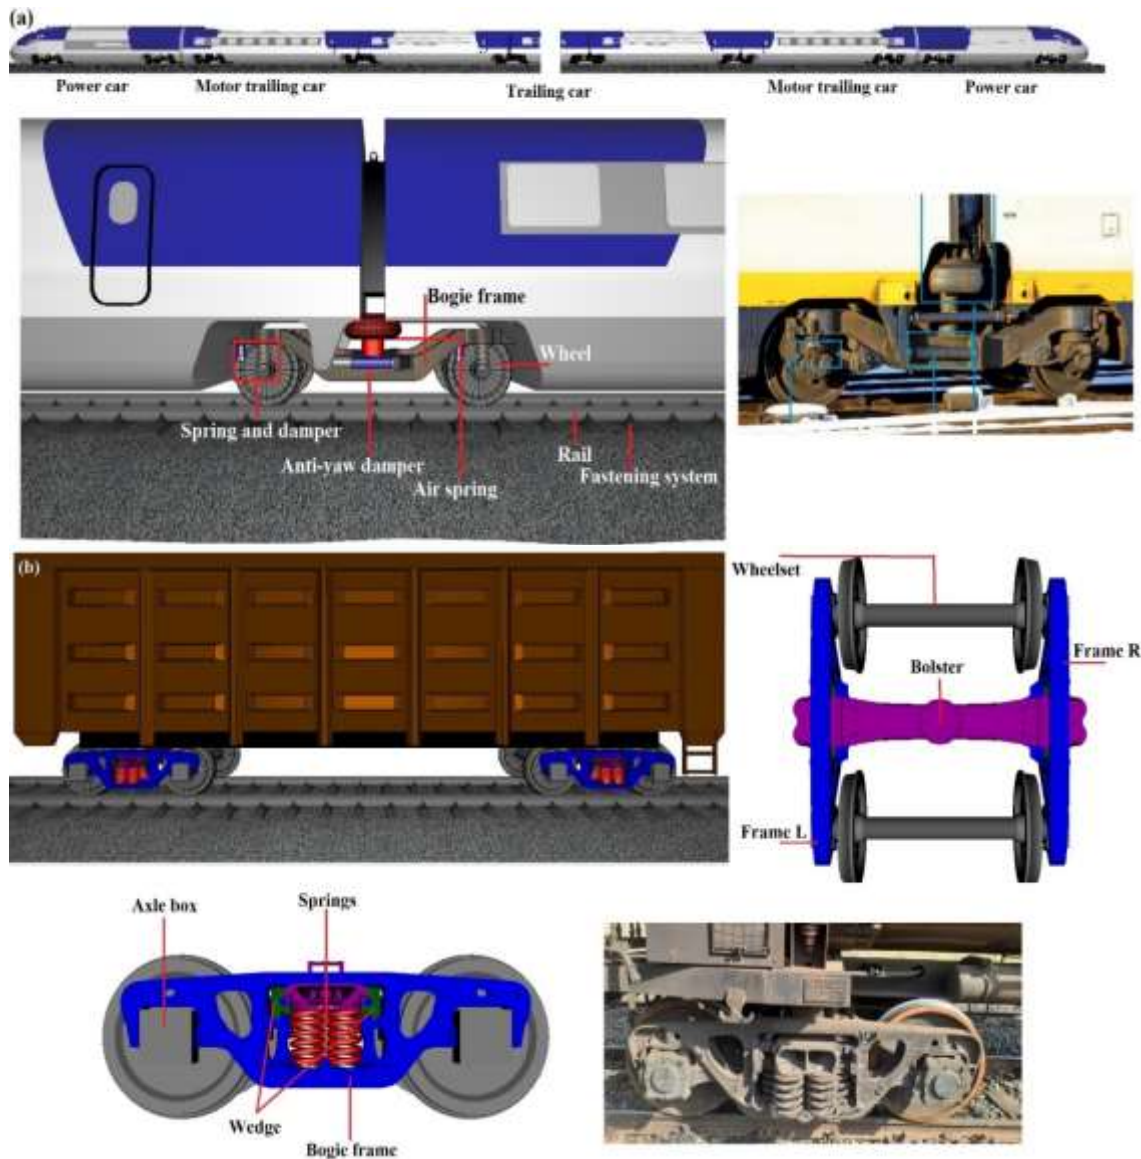 (a)
Power car
Motor trailing car
Trailing car
Motor trailing car
Power car
Bogie frame
Wheel
Spring and damper
Anti-yaw damper
Air spring
Rail
Fastening system
(b)
Wheelset
Frame R
Bolster
Frame L
Axle box
Springs
Wedge
Bogie frame